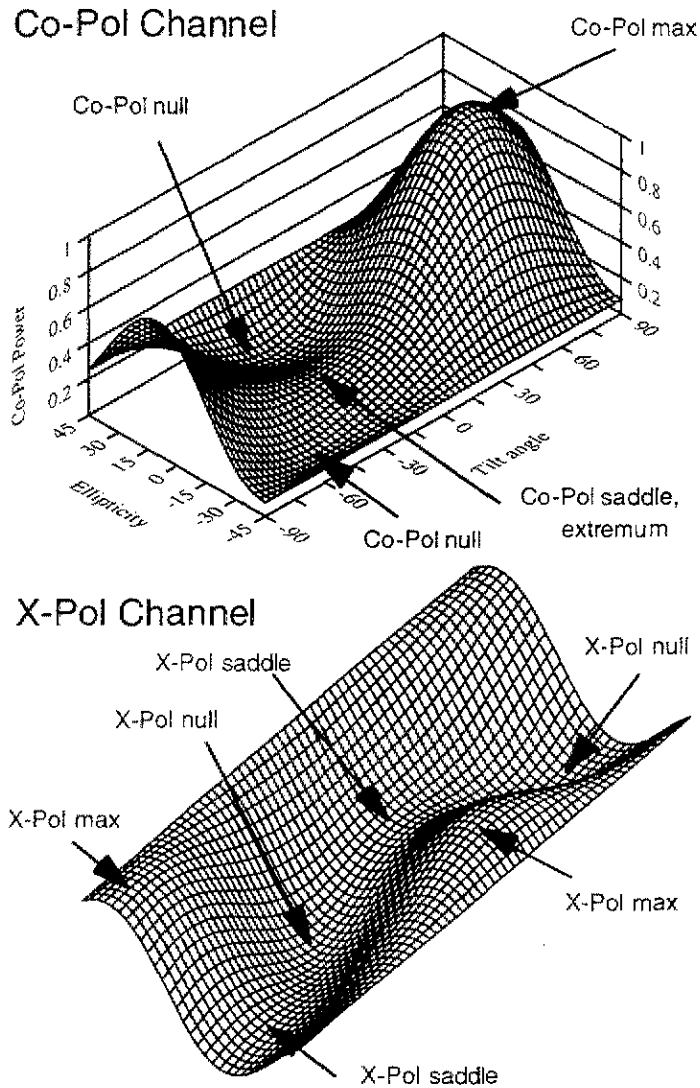 Co-Pol Channel
Co-Pol max
Co-Pol null
1
0.8
0.6
0.4
0.2
Co-Pol Power
1
0.8
0.6
0.4
0.2
45
30
15
0
-15
-30
-45
Ellipticity
-90
-60
-30
0
30
60
90
Tilt angle
Co-Pol saddle,
extremum
Co-Pol null
X-Pol Channel
X-Pol saddle
X-Pol null
X-Pol null
X-Pol max
X-Pol max
X-Pol saddle